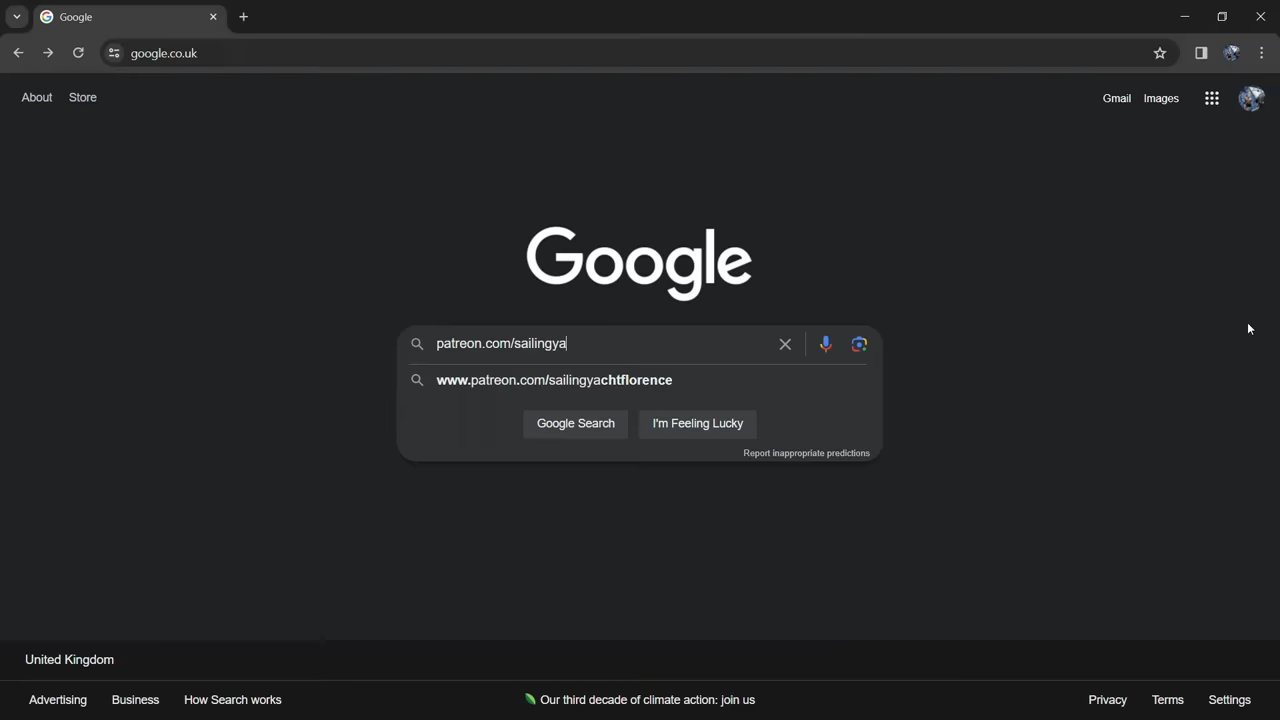 Google
google.co.uk
About Store
Gmail Images
Google
patreon.com/sailingya
www.patreon.com/sailingyachtflorence
Google Search I'm Feeling Lucky
Report inappropriate predictions
United Kingdom
Advertising Business How Search works
Our third decade of climate action: join us
Privacy Terms Settings